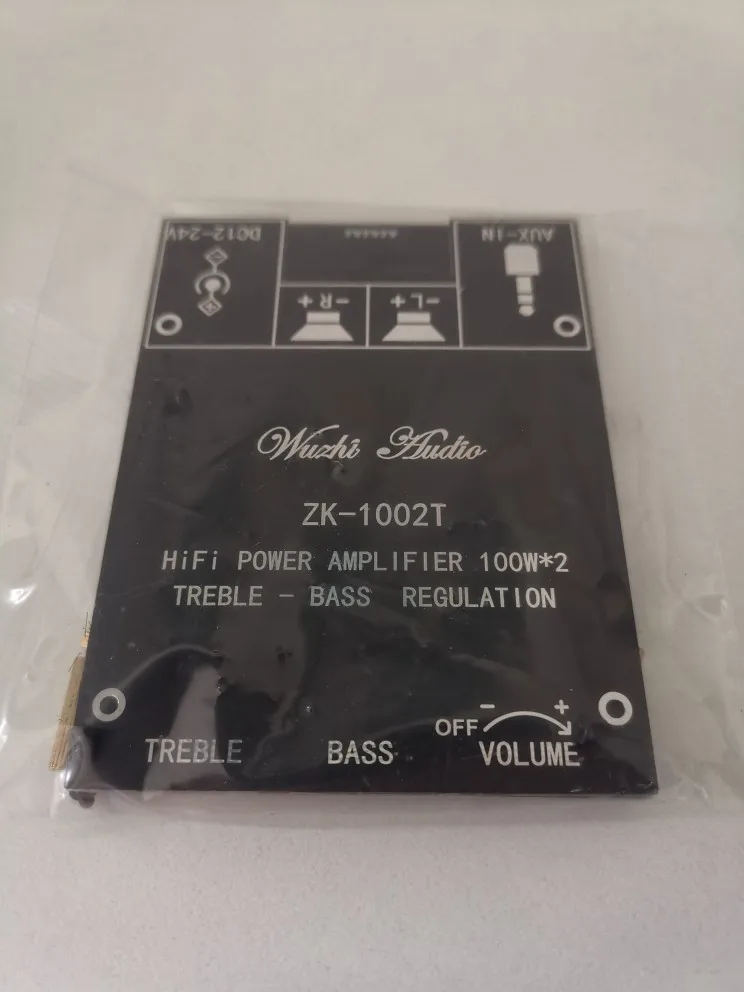 DC12-24V
AUX-IN
-R+
-L+
Wuzhi Audio
ZK-1002T
HiFi POWER AMPLIFIER 100W*2
TREBLE - BASS REGULATION
- +
OFF
TREBLE BASS VOLUME